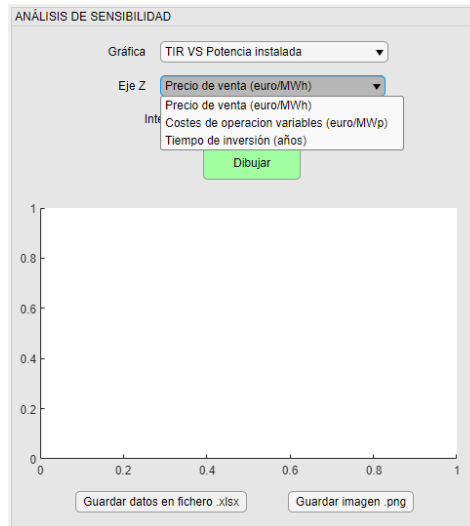 ANÁLISIS DE SENSIBILIDAD
Gráfica TIR VS Potencia instalada
Eje Z Precio de venta (euro/MWh)
Precio de venta (euro/MWh)
Costes de operacion variables (euro/MWp)
Tiempo de inversión (años)
Dibujar
1
0.8
0.6
0.4
0.2
0
0 0.2 0.4 0.6 0.8 1
Guardar datos en fichero .xlsx Guardar imagen .png